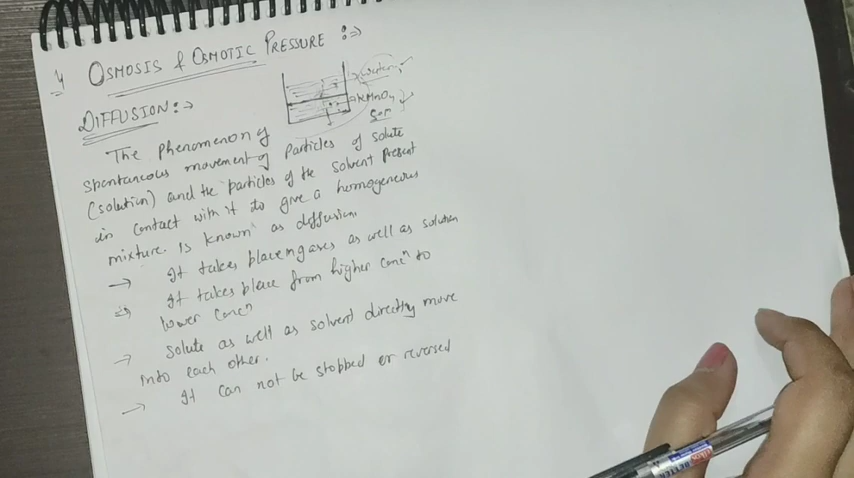 4 OSMOSIS & OSMOTIC PRESSURE :→
DIFFUSION :→
Water
KMnO4
Sol
The Phenomenon of
spontaneous movement of particles of solute
(solution) and the particles of the solvent present
in contact with it to give a homogeneous
mixture. Is known as diffusion
→ It takes place in gases as well as solution
→ It takes place from higher concn to
lower concn
→ Solute as well as solvent directly move
into each other.
→ It can not be stopped or reversed